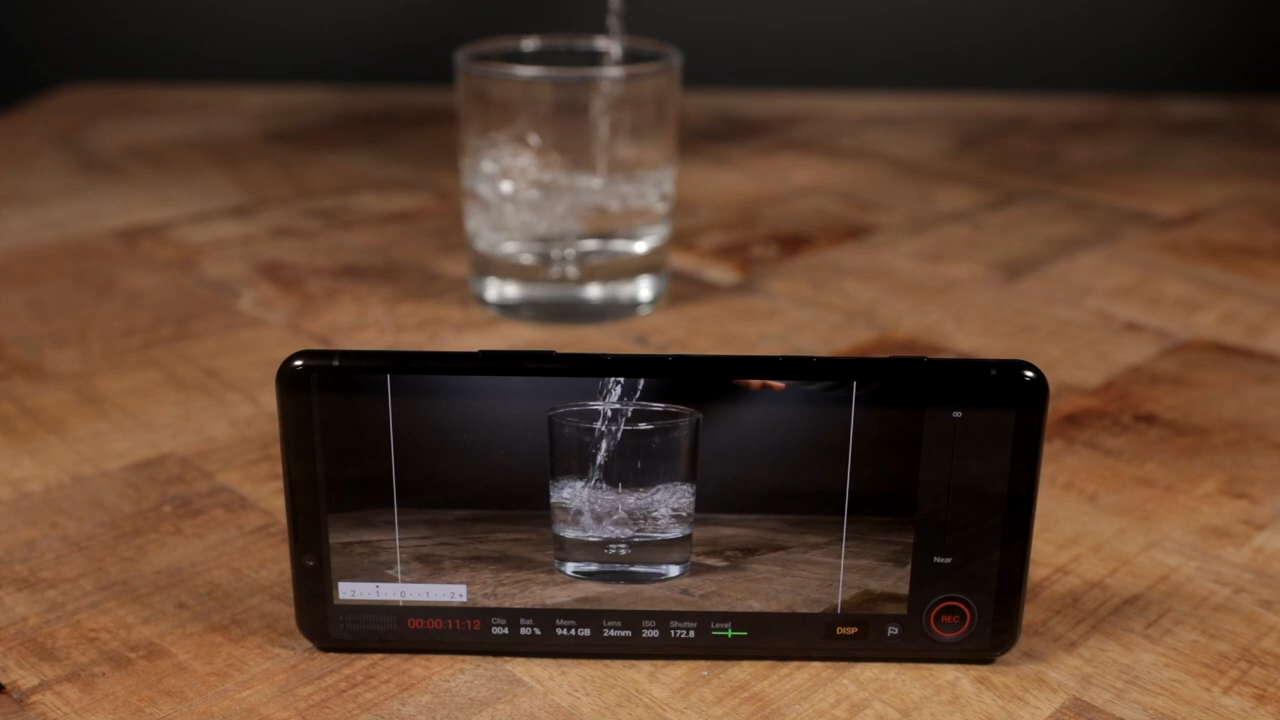 ∞
Near
-2··1··0··1··2+
00:00:11:12
Clip 004
Bat. 80 %
Mem. 94.4 GB
Lens 24mm
ISO 200
Shutter 172.8
Level
DISP
REC